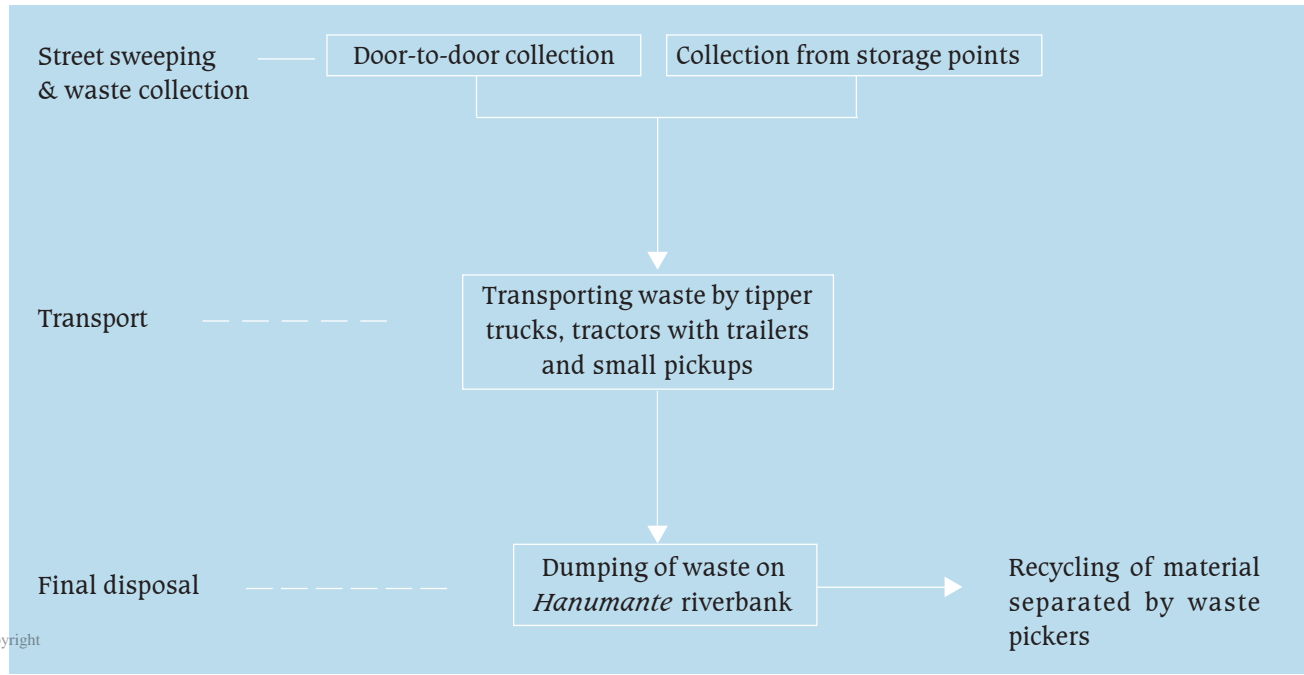 Street sweeping
& waste collection
Door-to-door collection
Collection from storage points
Transport
Transporting waste by tipper
trucks, tractors with trailers
and small pickups
Final disposal
Dumping of waste on
Hanumante riverbank
Recycling of material
separated by waste
pickers
yright